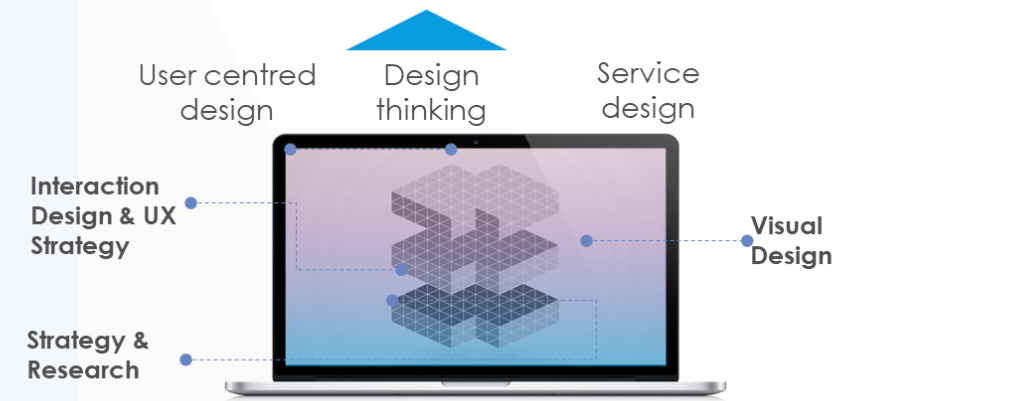 User centred
design
Design
thinking
Service
design
Interaction
Design & UX
Strategy
Visual
Design
Strategy &
Research